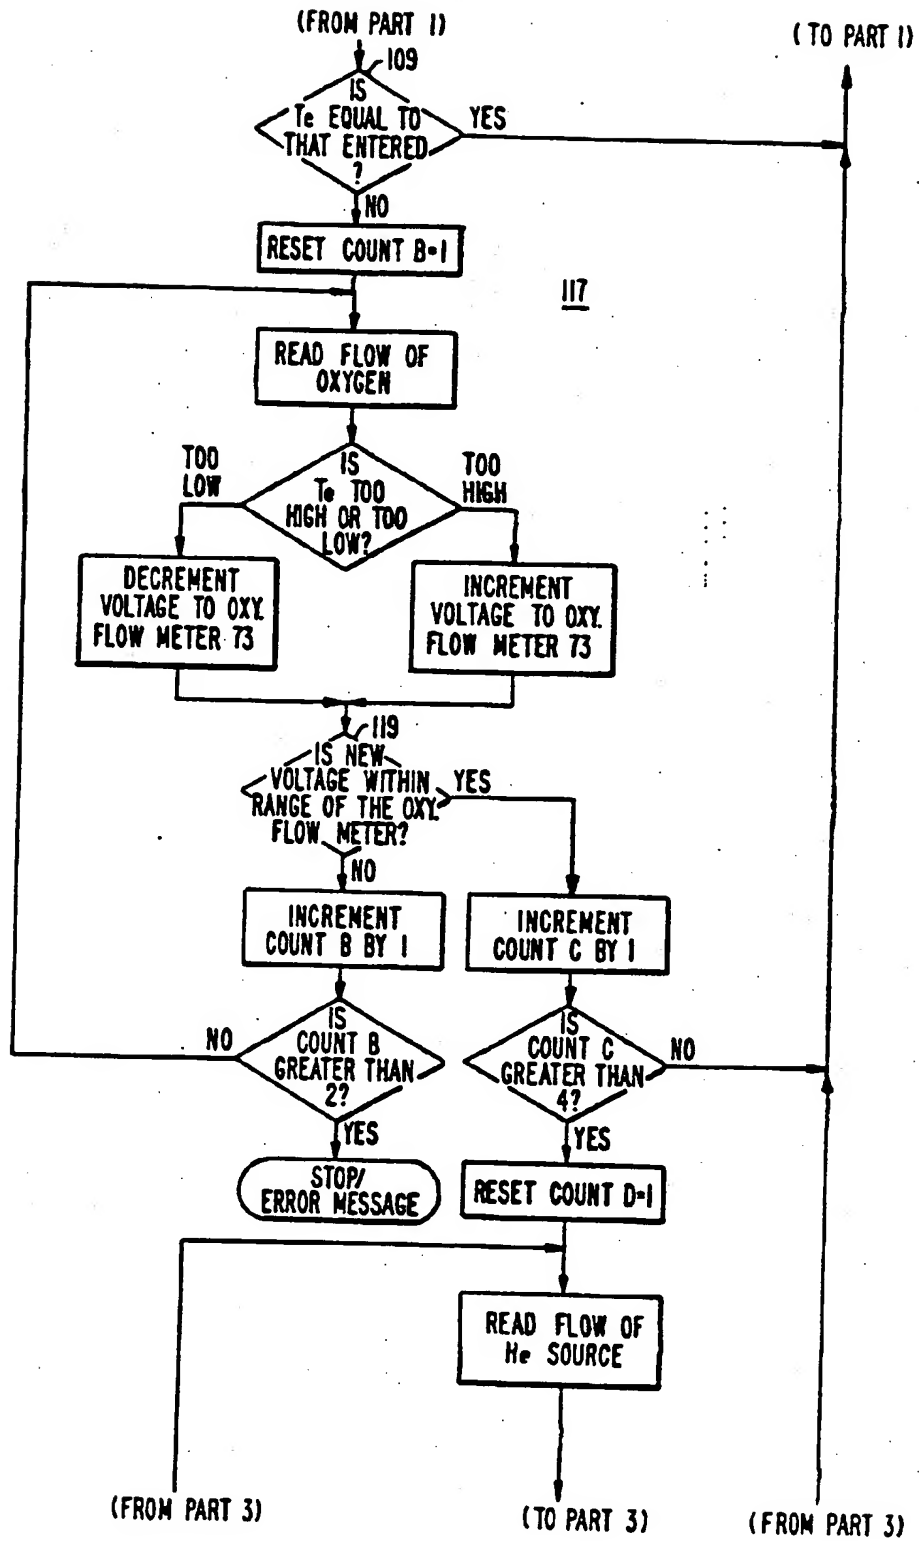 (FROM PART 1)
(TO PART 1)
109
IS
Te EQUAL TO
THAT ENTERED
?
YES
NO
RESET COUNT B=1
117
READ FLOW OF
OXYGEN
TOO
LOW
IS
Te TOO
HIGH OR TOO
LOW?
TOO
HIGH
DECREMENT
VOLTAGE TO OXY.
FLOW METER 73
INCREMENT
VOLTAGE TO OXY.
FLOW METER 73
119
IS NEW
VOLTAGE WITHIN
RANGE OF THE OXY.
FLOW METER?
YES
NO
INCREMENT
COUNT B BY 1
INCREMENT
COUNT C BY 1
NO
IS
COUNT B
GREATER THAN
2?
IS
COUNT C
GREATER THAN
4?
NO
YES
YES
STOP/
ERROR MESSAGE
RESET COUNT D=1
READ FLOW OF
He SOURCE
(FROM PART 3)
(TO PART 3)
(FROM PART 3)